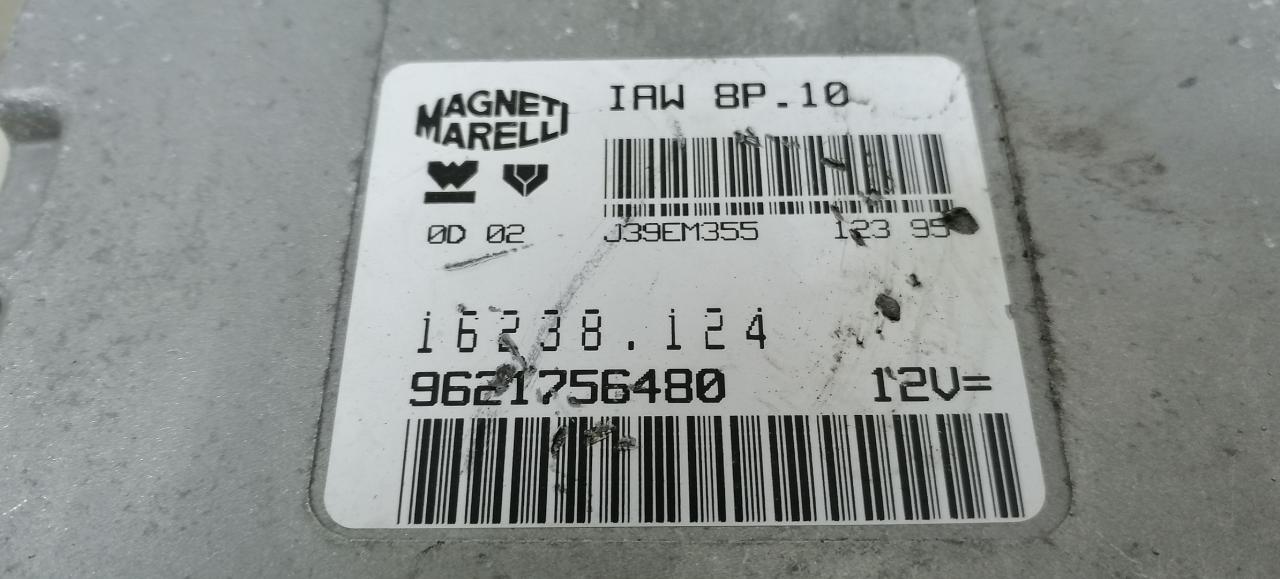 MAGNETI
MARELLI
IAW 8P.10
0D 02
J39EM355
123 95
16238.124
9621756480
12V=